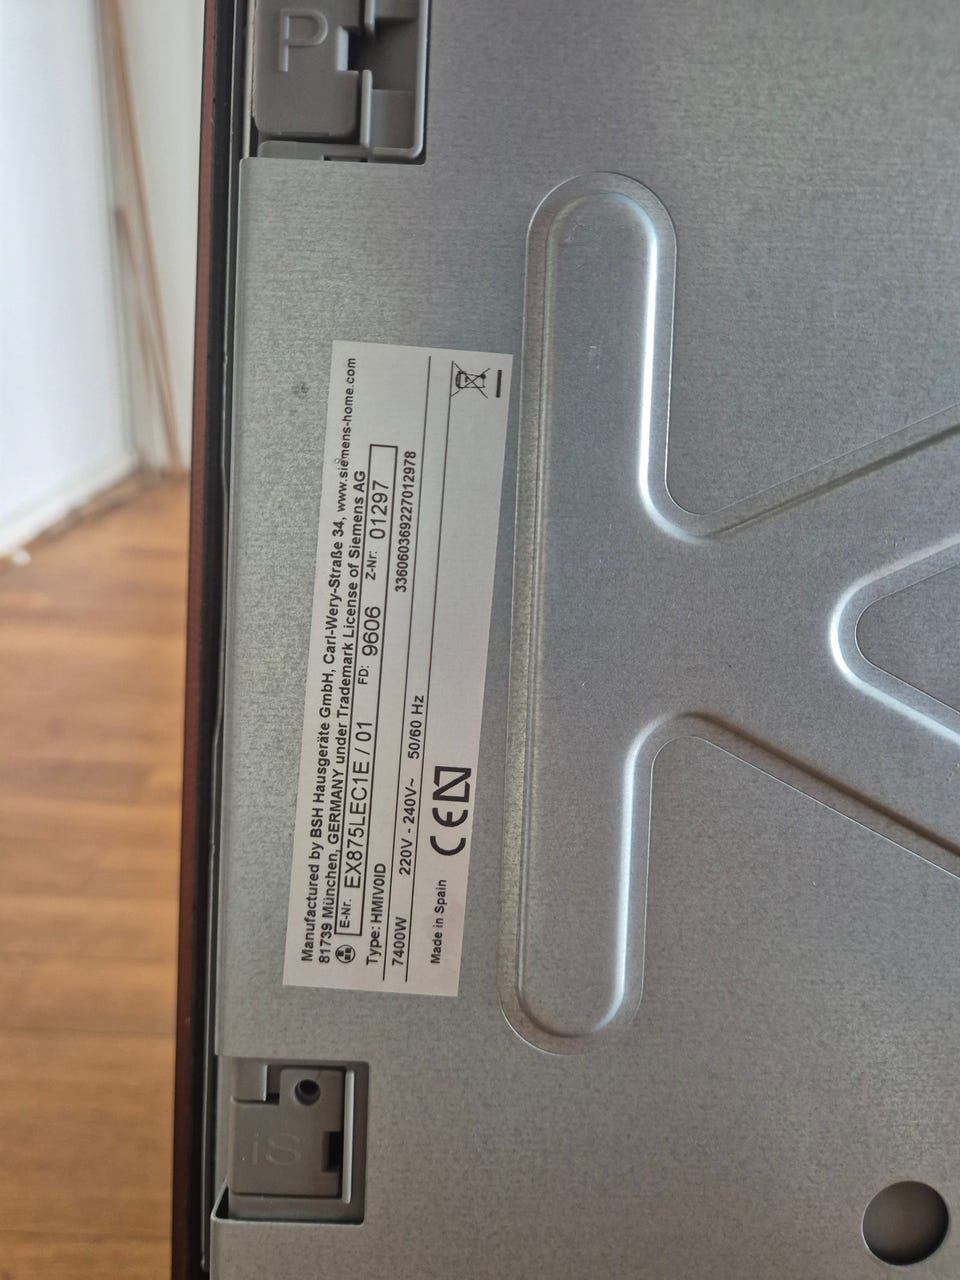 P
Manufactured by BSH Hausgeräte GmbH, Carl-Wery-Straße 34, www.siemens-home.com
81739 München, GERMANY under Trademark License of Siemens AG
E-Nr. EX875LEC1E / 01 FD: 9606 Z-Nr. 01297
Type: HMIV0ID 336060369227012978
7400W 220V - 240V~ 50/60 Hz
Made in Spain CE N
iS